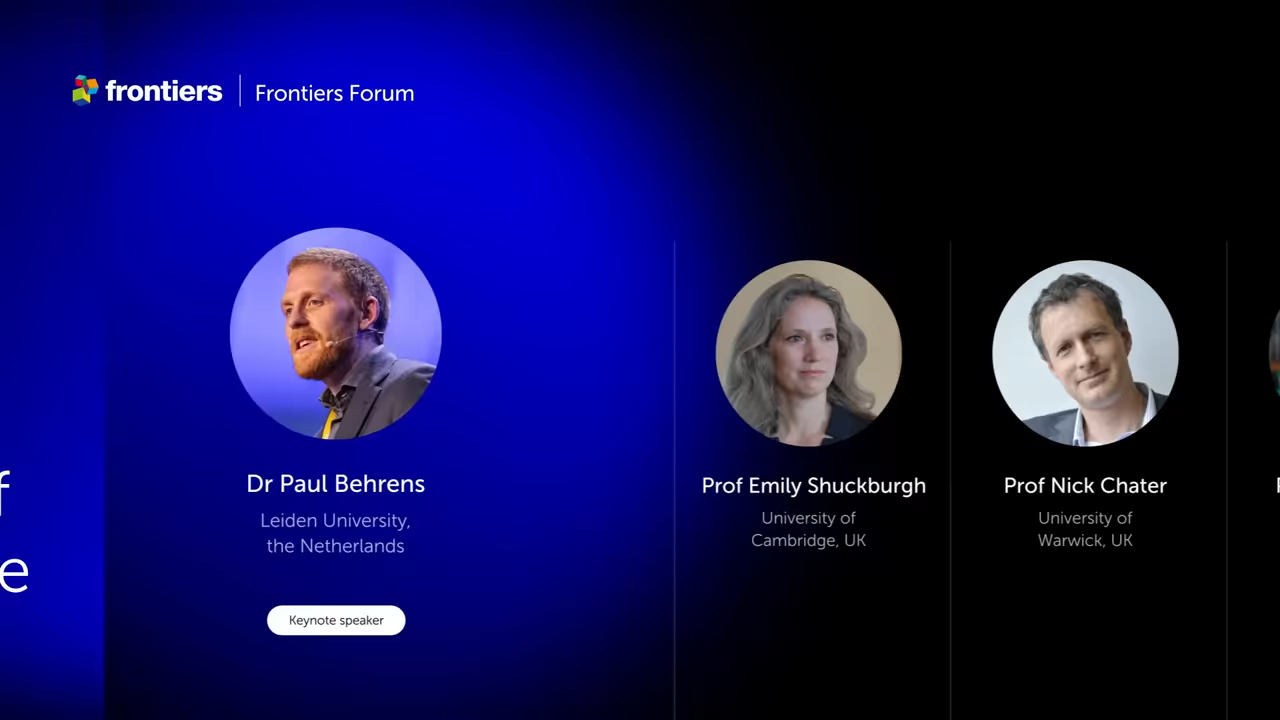 frontiers | Frontiers Forum
f
e
Dr Paul Behrens
Leiden University,
the Netherlands
Keynote speaker
Prof Emily Shuckburgh
University of
Cambridge, UK
Prof Nick Chater
University of
Warwick, UK